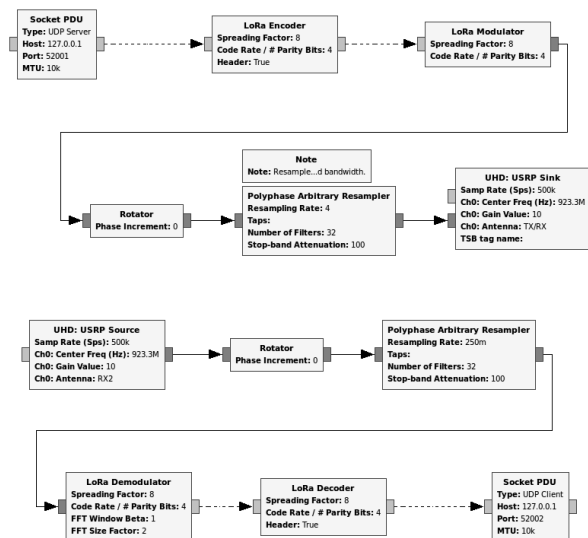 Socket PDU
Type: UDP Server
Host: 127.0.0.1
Port: 52001
MTU: 10k
LoRa Encoder
Spreading Factor: 8
Code Rate / # Parity Bits: 4
Header: True
LoRa Modulator
Spreading Factor: 8
Code Rate / # Parity Bits: 4
Note
Note: Resample...d bandwidth.
Rotator
Phase Increment: 0
Polyphase Arbitrary Resampler
Resampling Rate: 4
Taps:
Number of Filters: 32
Stop-band Attenuation: 100
UHD: USRP Sink
Samp Rate (Sps): 500k
Ch0: Center Freq (Hz): 923.3M
Ch0: Gain Value: 10
Ch0: Antenna: TX/RX
TSB tag name:
UHD: USRP Source
Samp Rate (Sps): 500k
Ch0: Center Freq (Hz): 923.3M
Ch0: Gain Value: 10
Ch0: Antenna: RX2
Rotator
Phase Increment: 0
Polyphase Arbitrary Resampler
Resampling Rate: 250m
Taps:
Number of Filters: 32
Stop-band Attenuation: 100
LoRa Demodulator
Spreading Factor: 8
Code Rate / # Parity Bits: 4
FFT Window Beta: 1
FFT Size Factor: 2
LoRa Decoder
Spreading Factor: 8
Code Rate / # Parity Bits: 4
Header: True
Socket PDU
Type: UDP Client
Host: 127.0.0.1
Port: 52002
MTU: 10k